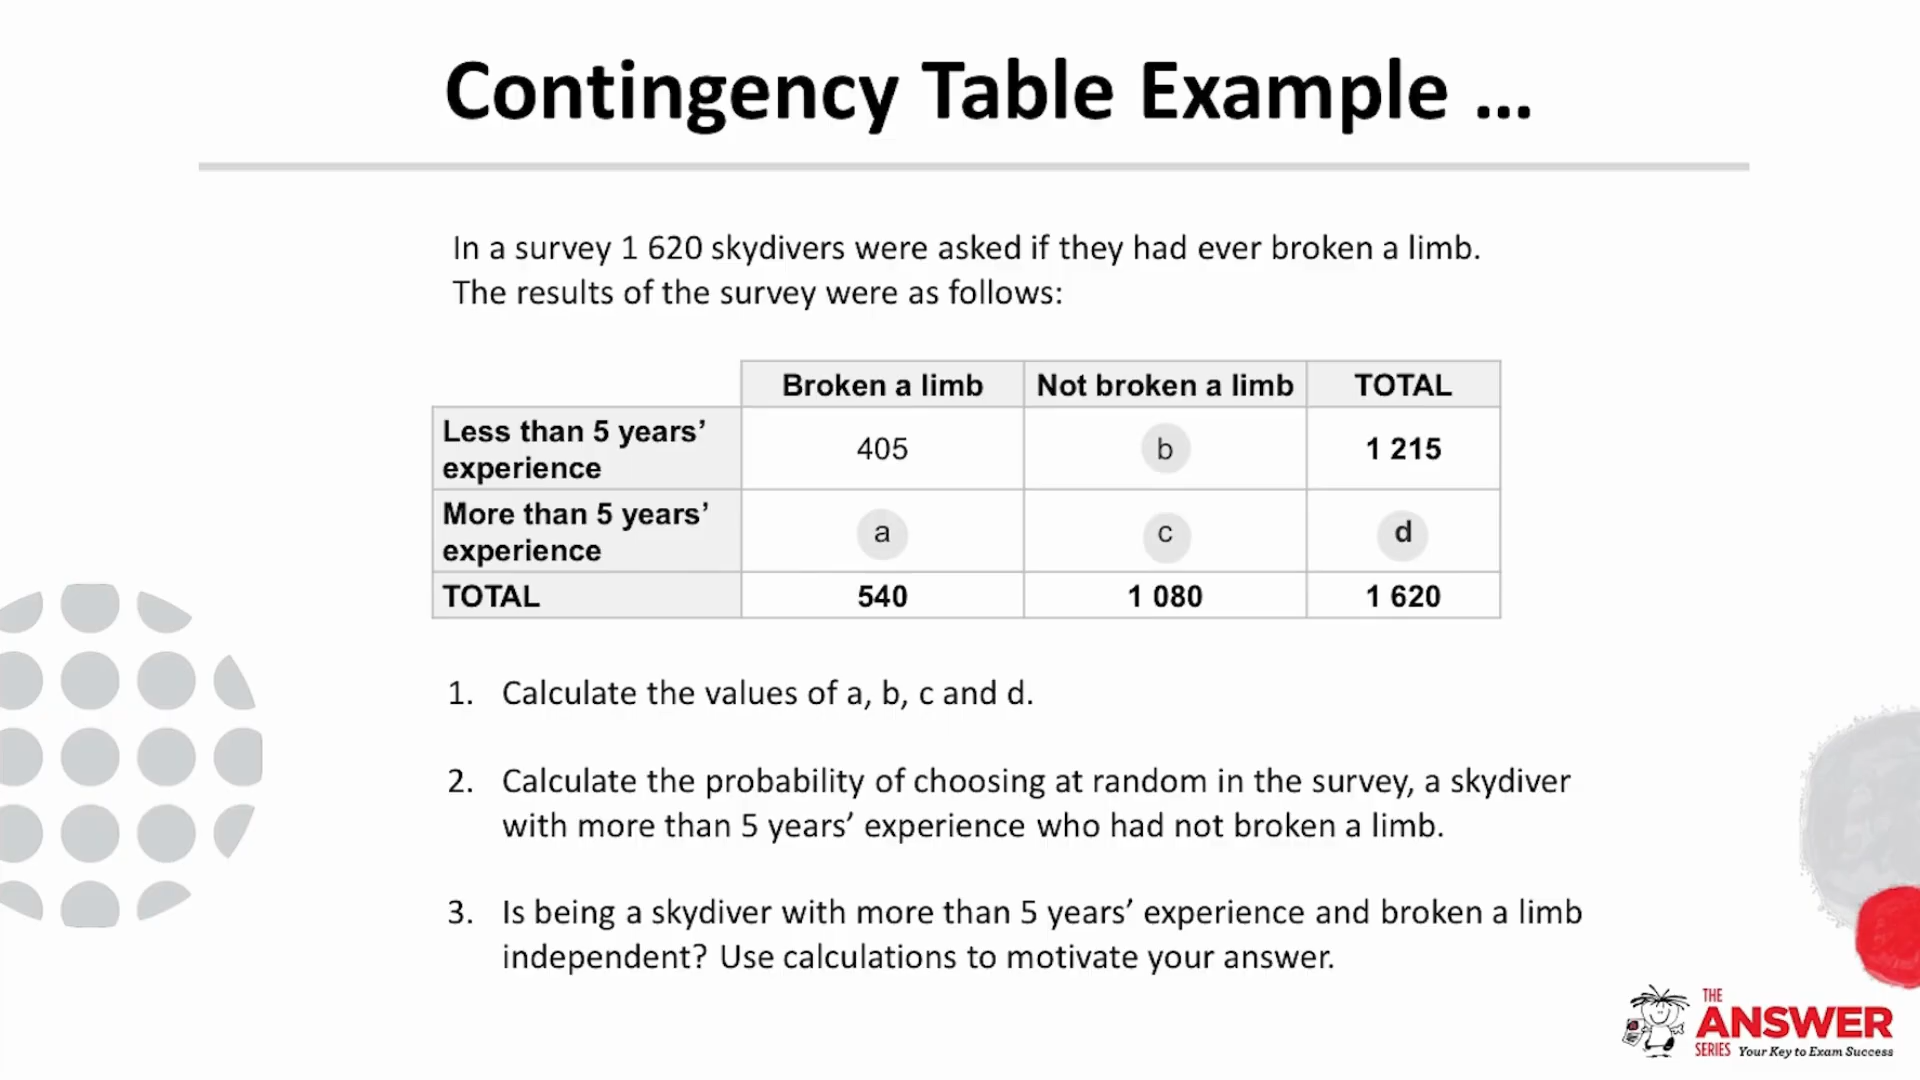 Contingency Table Example ...
In a survey 1 620 skydivers were asked if they had ever broken a limb.
The results of the survey were as follows:
Broken a limb Not broken a limb TOTAL
Less than 5 years’
experience 405 b 1 215
More than 5 years’
experience a c d
TOTAL 540 1 080 1 620
1. Calculate the values of a, b, c and d.
2. Calculate the probability of choosing at random in the survey, a skydiver
with more than 5 years’ experience who had not broken a limb.
3. Is being a skydiver with more than 5 years’ experience and broken a limb
independent? Use calculations to motivate your answer.
THE
ANSWER
SERIES Your Key to Exam Success